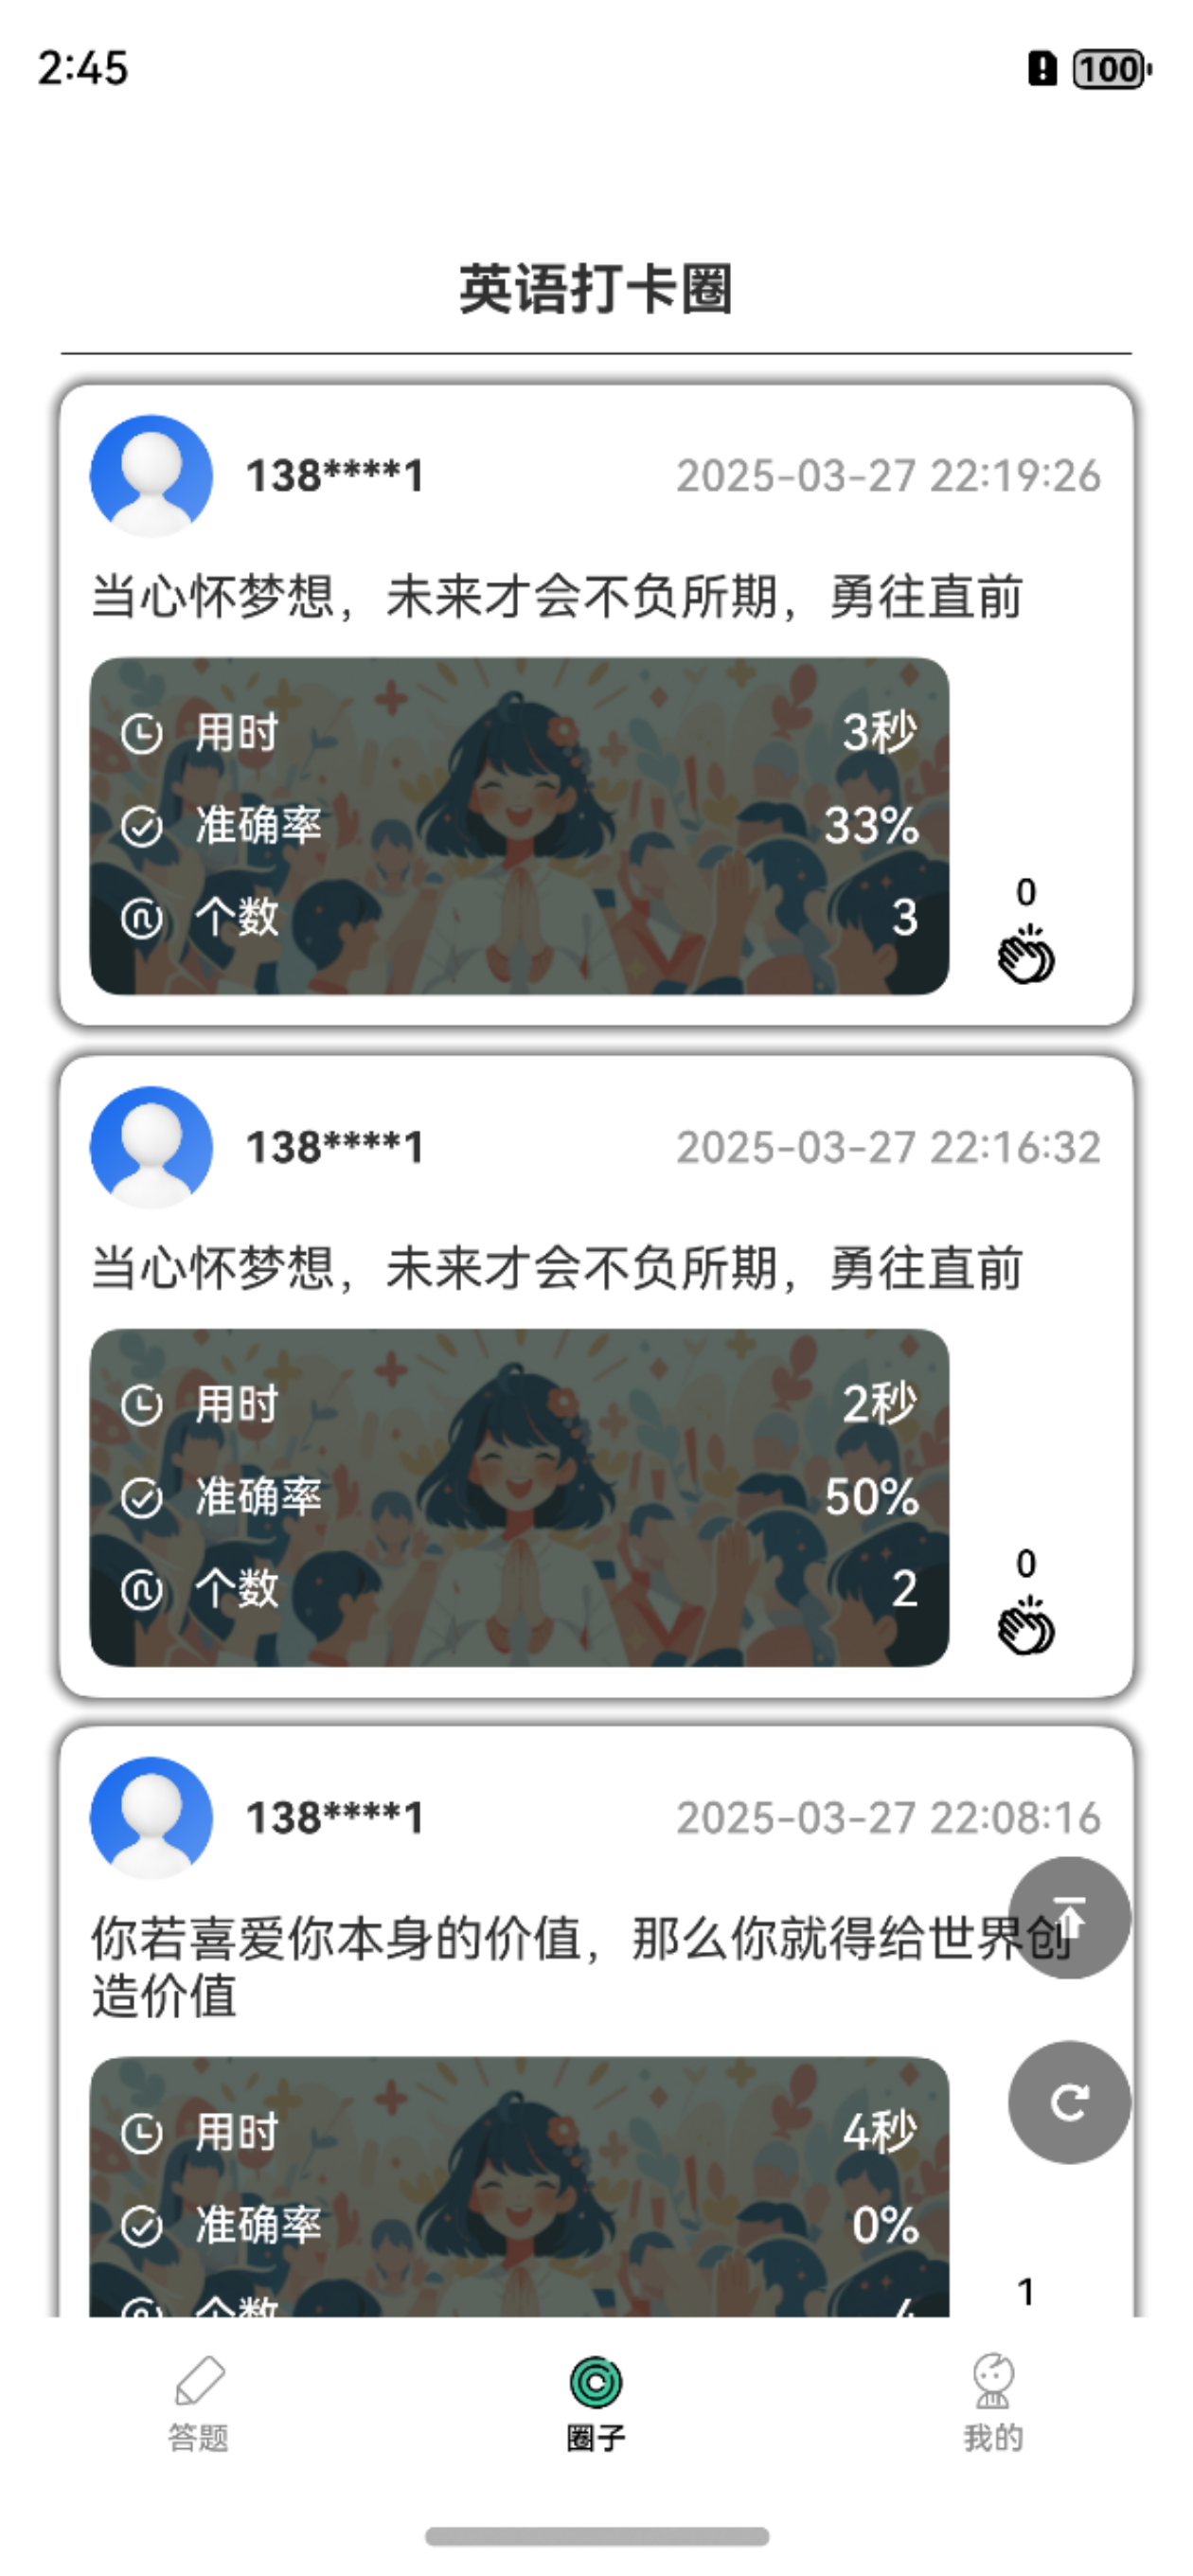 2:45
100
英语打卡圈
138****1
2025-03-27 22:19:26
当心怀梦想，未来才会不负所期，勇往直前
用时
3秒
准确率
33%
个数
3
0
138****1
2025-03-27 22:16:32
当心怀梦想，未来才会不负所期，勇往直前
用时
2秒
准确率
50%
个数
2
0
138****1
2025-03-27 22:08:16
你若喜爱你本身的价值，那么你就得给世界创
造价值
用时
4秒
准确率
0%
个数
4
1
答题
圈子
我的